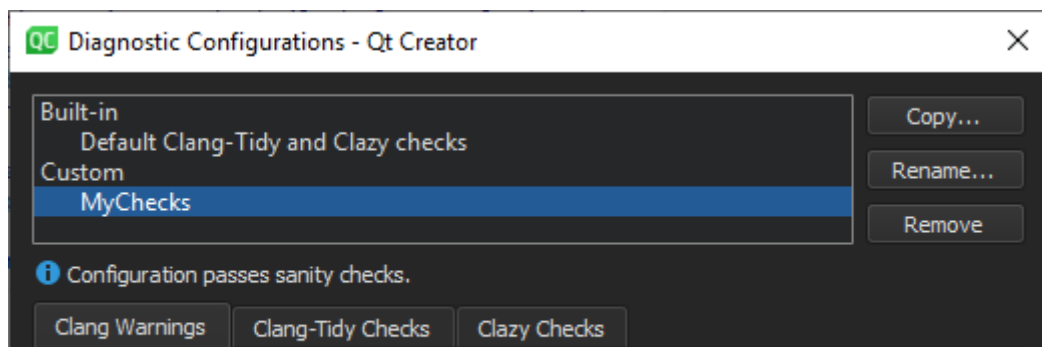 QC Diagnostic Configurations - Qt Creator
Built-in
Copy...
Default Clang-Tidy and Clazy checks
Custom
Rename...
MyChecks
Remove
Configuration passes sanity checks.
Clang Warnings Clang-Tidy Checks Clazy Checks